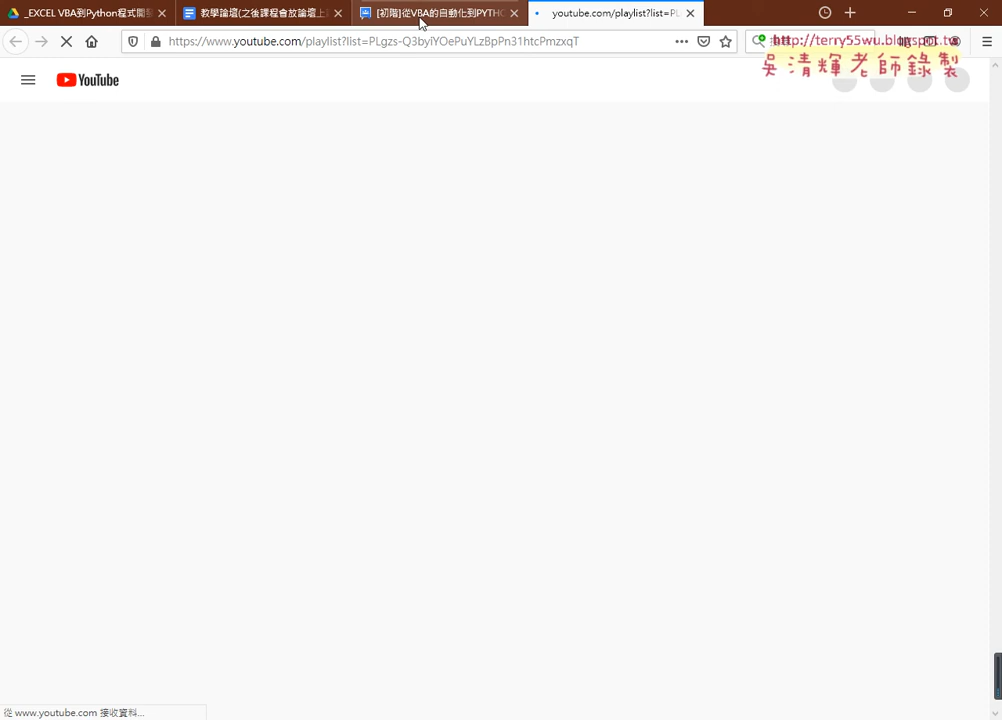 _EXCEL VBA到Python程式開發
教學論壇(之後課程會放論壇上
[初階]從VBA的自動化到PYTHO
youtube.com/playlist?list=PL
https://www.youtube.com/playlist?list=PLgzs-Q3byiYOePuYLzBpPn31htcPmzxqT
http://terry55wu.blogspot.tw
吳清輝老師錄製
YouTube
從 www.youtube.com 接收資料...